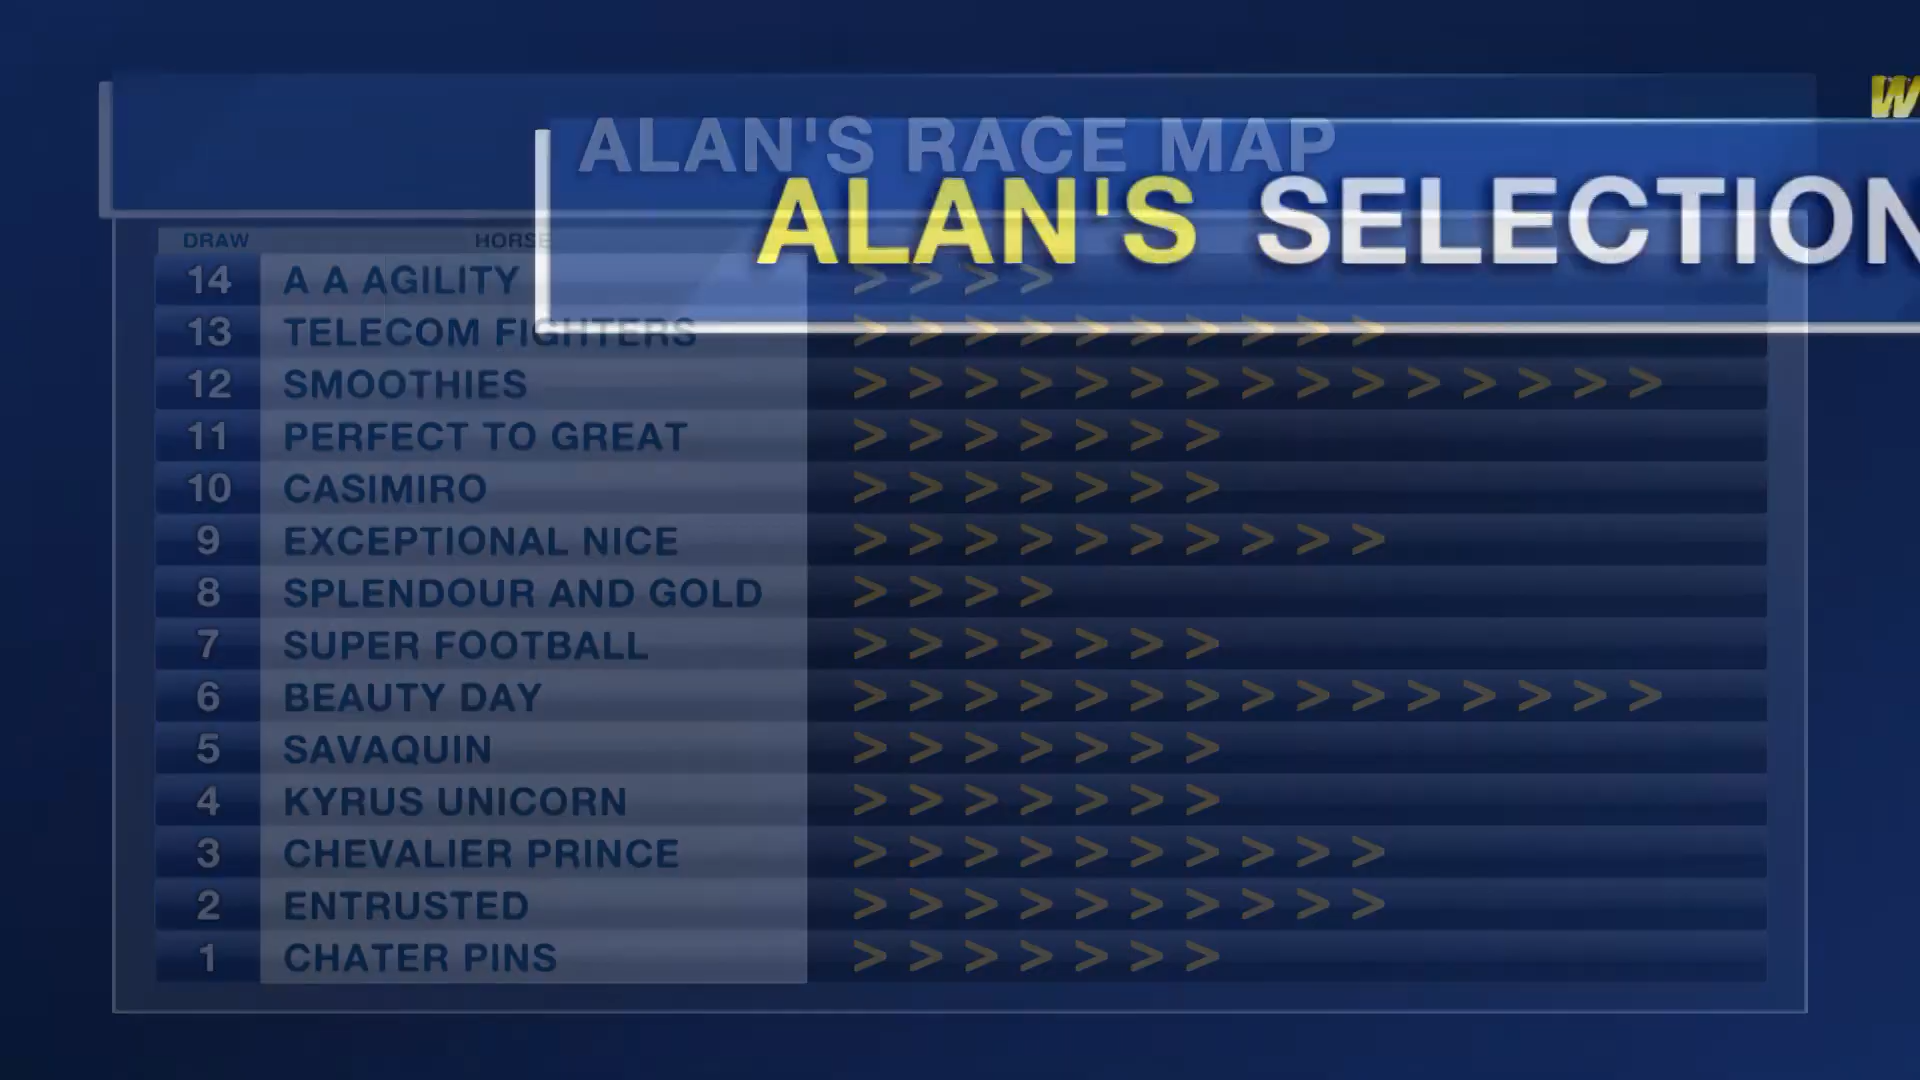 W
ALAN'S RACE MAP
ALAN'S SELECTION
DRAW HORSE
14 A A AGILITY > > > >
13 TELECOM FIGHTERS > > > > > > > > > >
12 SMOOTHIES > > > > > > > > > > > > > > >
11 PERFECT TO GREAT > > > > > > >
10 CASIMIRO > > > > > > >
9 EXCEPTIONAL NICE > > > > > > > > > >
8 SPLENDOUR AND GOLD > > > >
7 SUPER FOOTBALL > > > > > > >
6 BEAUTY DAY > > > > > > > > > > > > > > >
5 SAVAQUIN > > > > > > >
4 KYRUS UNICORN > > > > > > >
3 CHEVALIER PRINCE > > > > > > > > > >
2 ENTRUSTED > > > > > > > > > >
1 CHATER PINS > > > > > > >